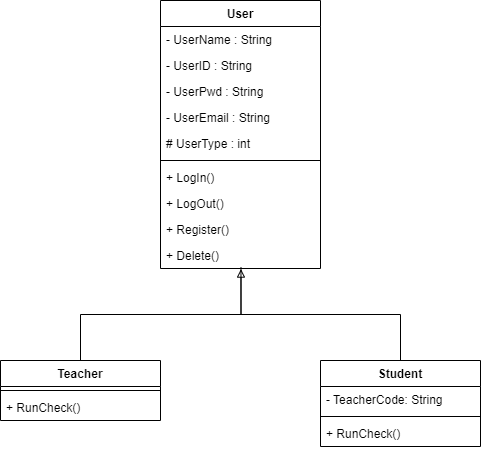 User
- UserName : String
- UserID : String
- UserPwd : String
- UserEmail : String
# UserType : int
+ LogIn()
+ LogOut()
+ Register()
+ Delete()
Teacher
+ RunCheck()
Student
- TeacherCode: String
+ RunCheck()